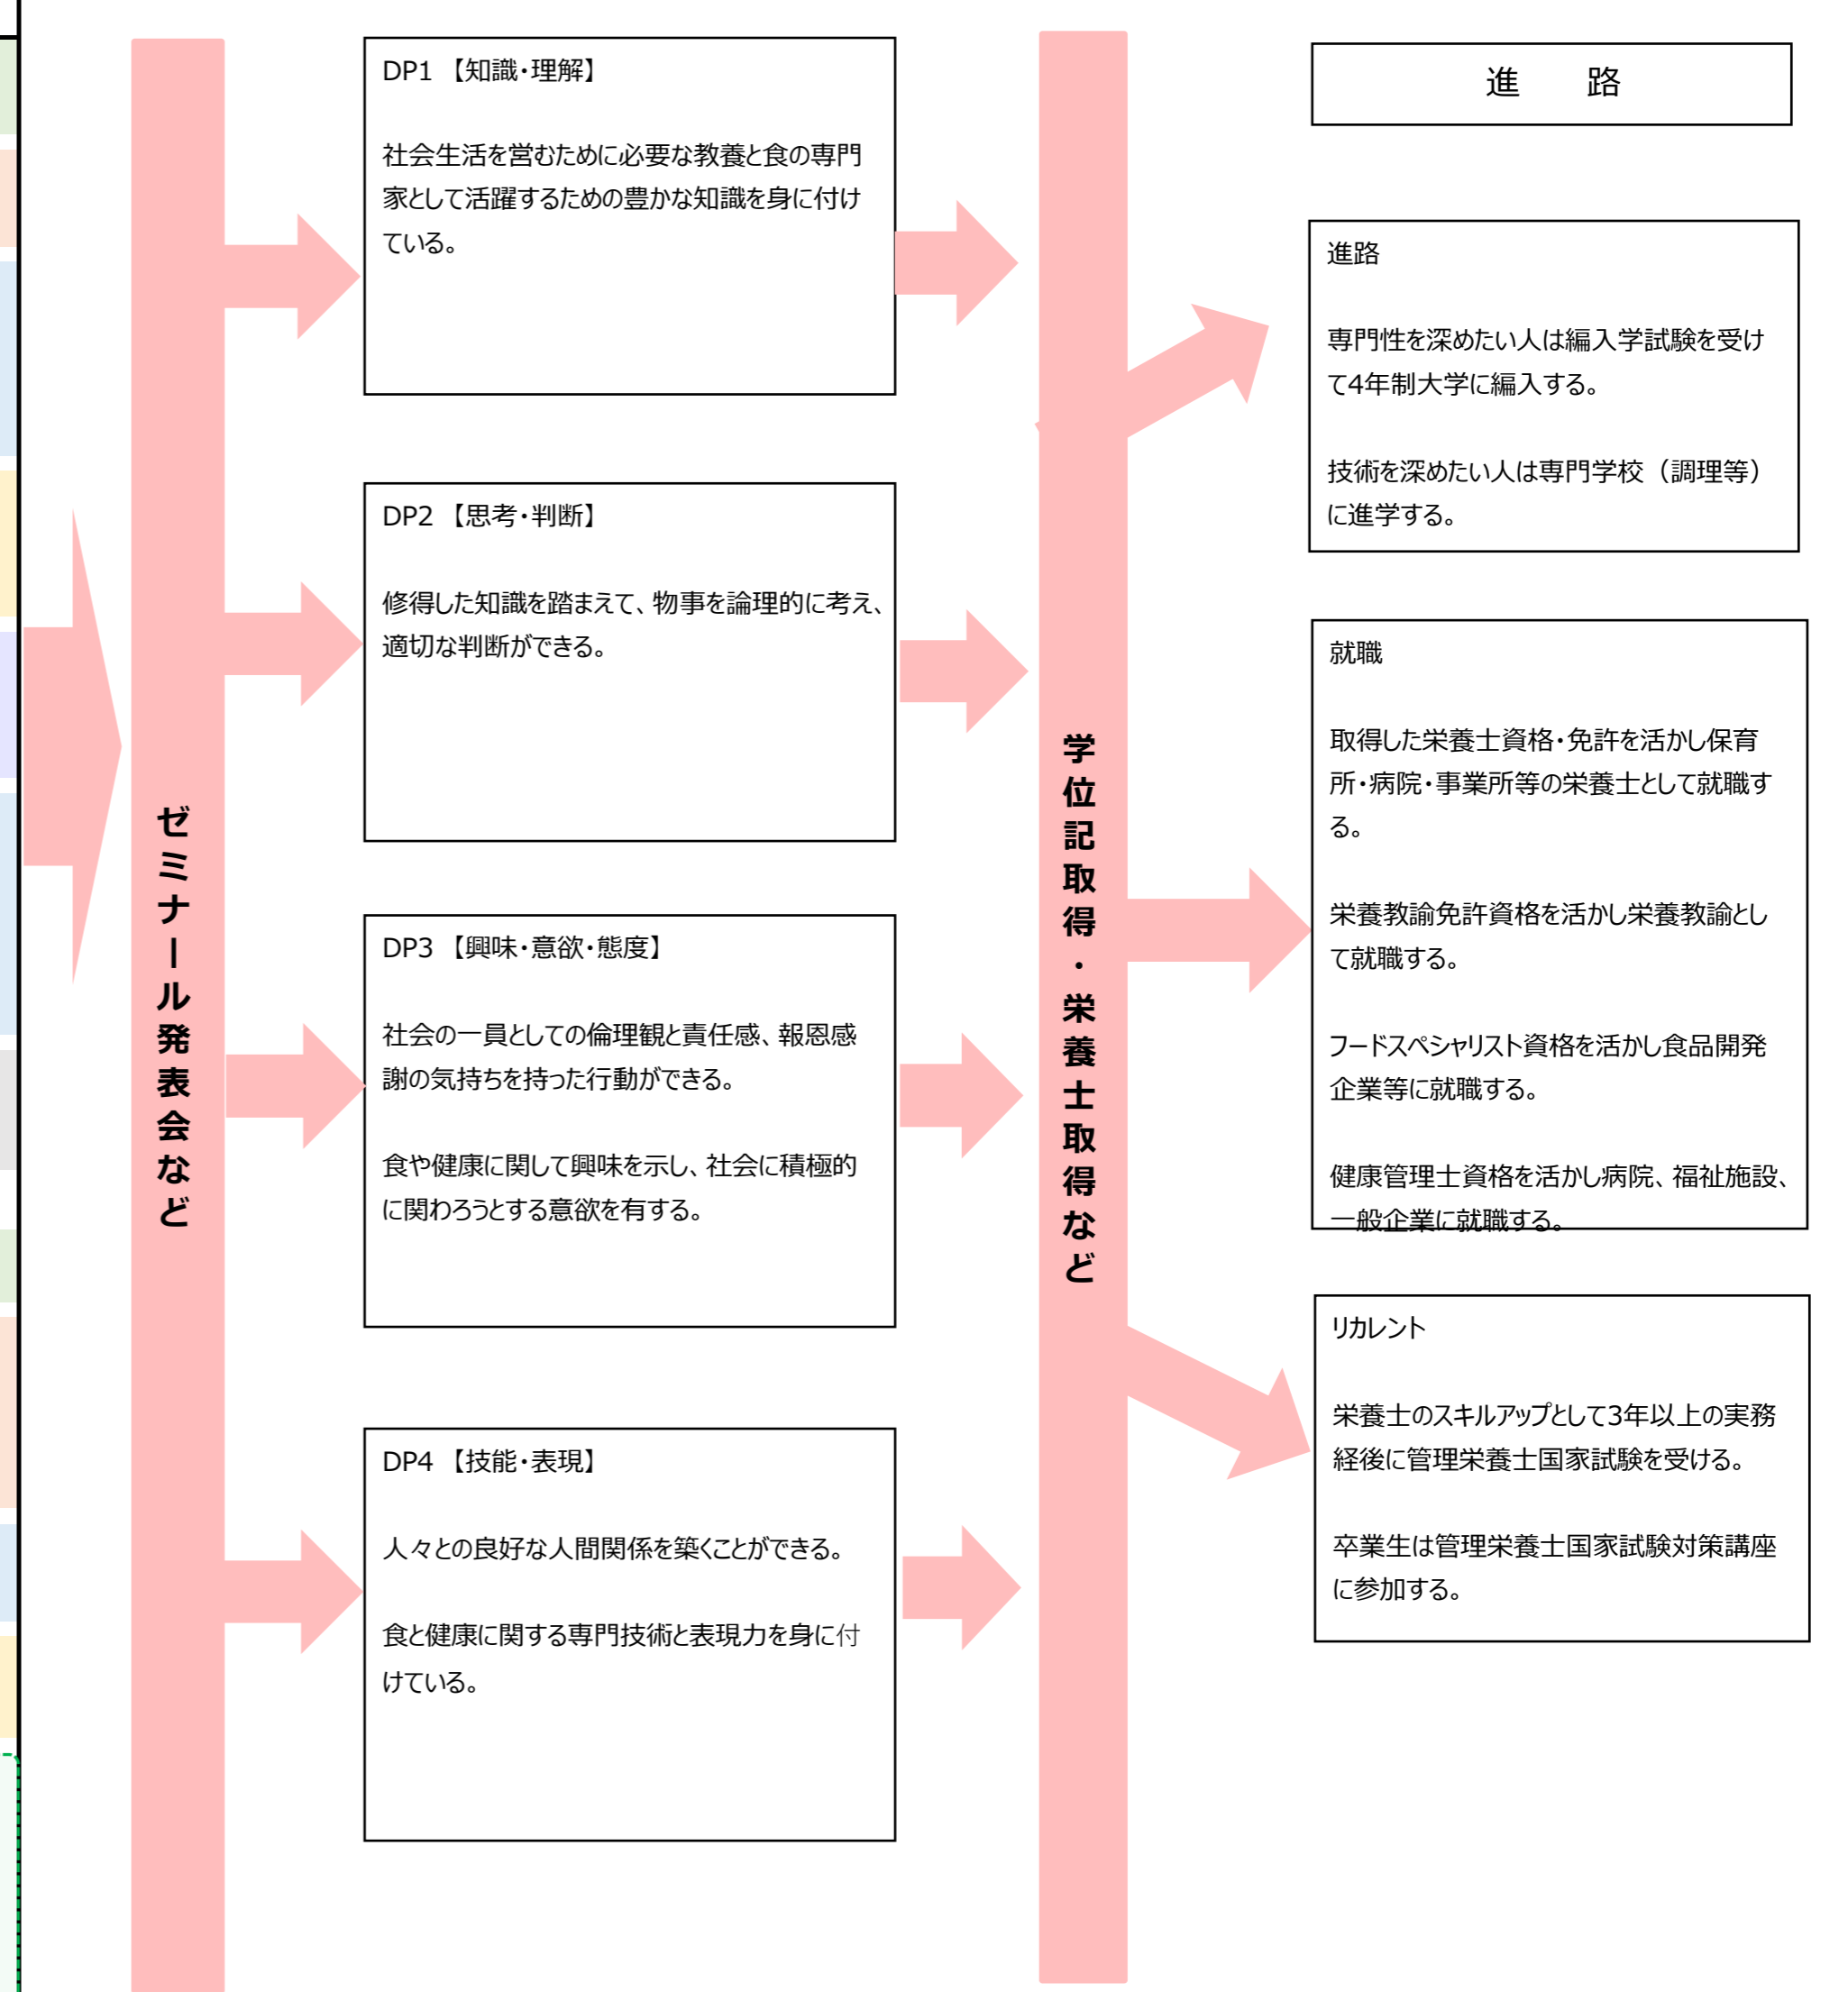 ゼミナール発表会など
DP1 【知識・理解】
社会生活を営むために必要な教養と食の専門
家として活躍するための豊かな知識を身に付け
ている。
DP2 【思考・判断】
修得した知識を踏まえて、物事を論理的に考え、
適切な判断ができる。
DP3 【興味・意欲・態度】
社会の一員としての倫理観と責任感、報恩感
謝の気持ちを持った行動ができる。
食や健康に関して興味を示し、社会に積極的
に関わろうとする意欲を有する。
DP4 【技能・表現】
人々との良好な人間関係を築くことができる。
食と健康に関する専門技術と表現力を身に付
けている。
学位記取得・栄養士取得など
進　路
進路
専門性を深めたい人は編入学試験を受け
て4年制大学に編入する。
技術を深めたい人は専門学校（調理等）
に進学する。
就職
取得した栄養士資格・免許を活かし保育
所・病院・事業所等の栄養士として就職す
る。
栄養教諭免許資格を活かし栄養教諭とし
て就職する。
フードスペシャリスト資格を活かし食品開発
企業等に就職する。
健康管理士資格を活かし病院、福祉施設、
一般企業に就職する。
リカレント
栄養士のスキルアップとして3年以上の実務
経後に管理栄養士国家試験を受ける。
卒業生は管理栄養士国家試験対策講座
に参加する。